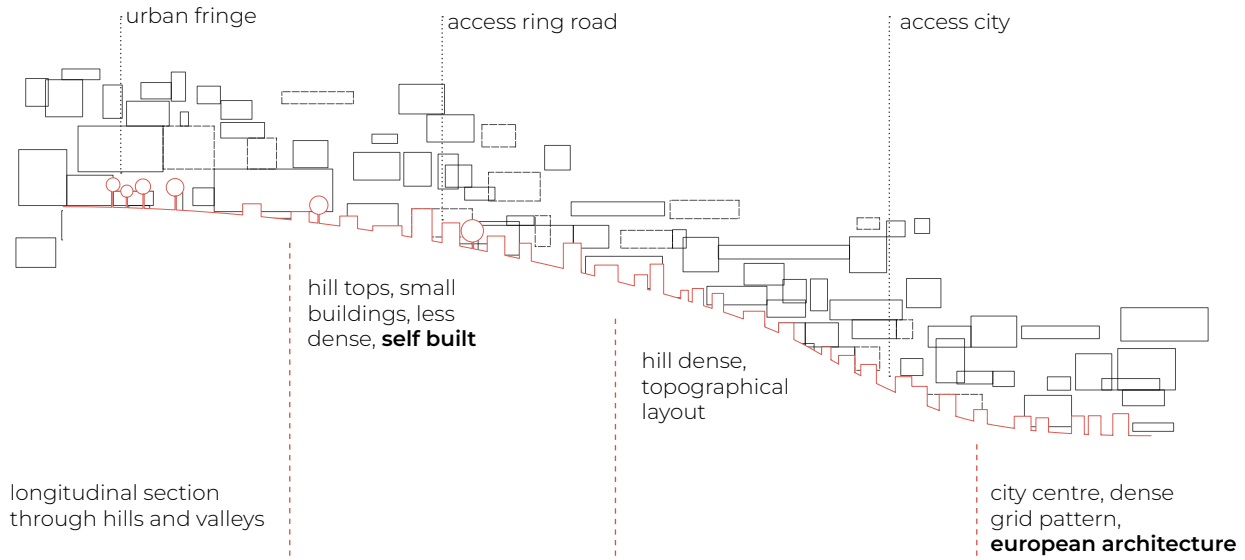 urban fringe
access ring road
access city
hill tops, small
buildings, less
dense, self built
hill dense,
topographical
layout
longitudinal section
through hills and valleys
city centre, dense
grid pattern,
european architecture